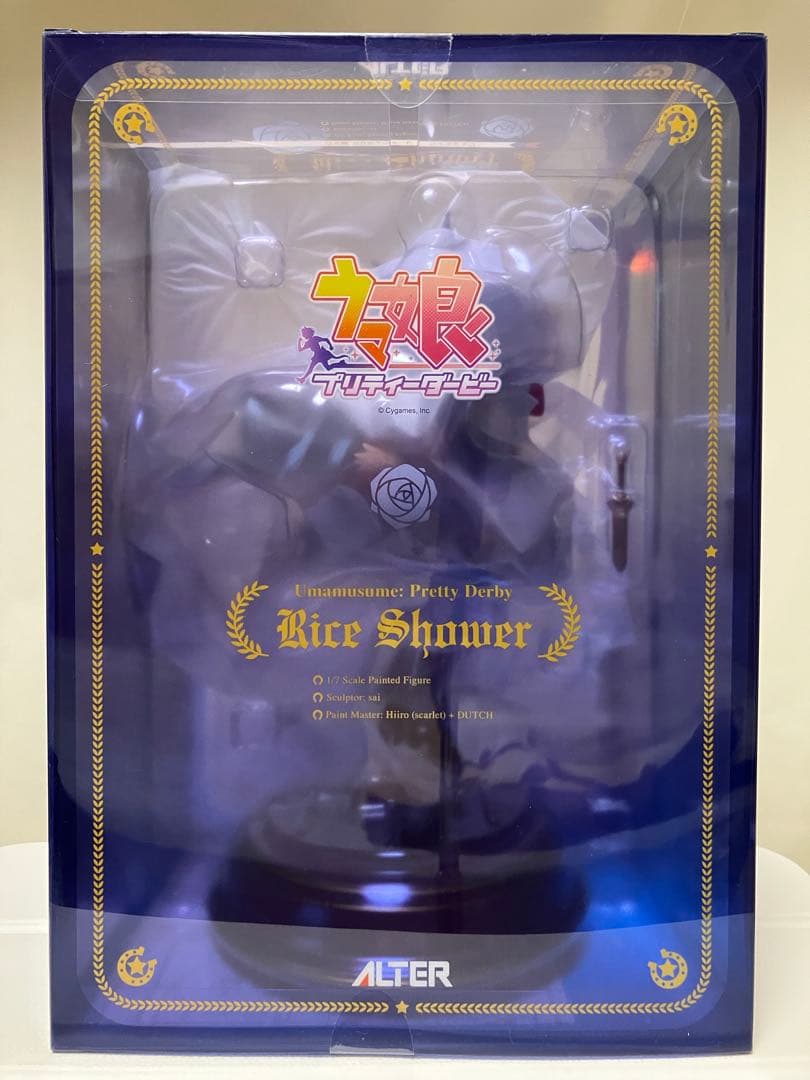 ALTER
ウマ娘
プリティーダービー
© Cygames, Inc.
Umamusume: Pretty Derby
Rice Shower
1/7 Scale Painted Figure
Sculptor: sai
Paint Master: Hiiro (scarlet) + DUTCH
ALTER